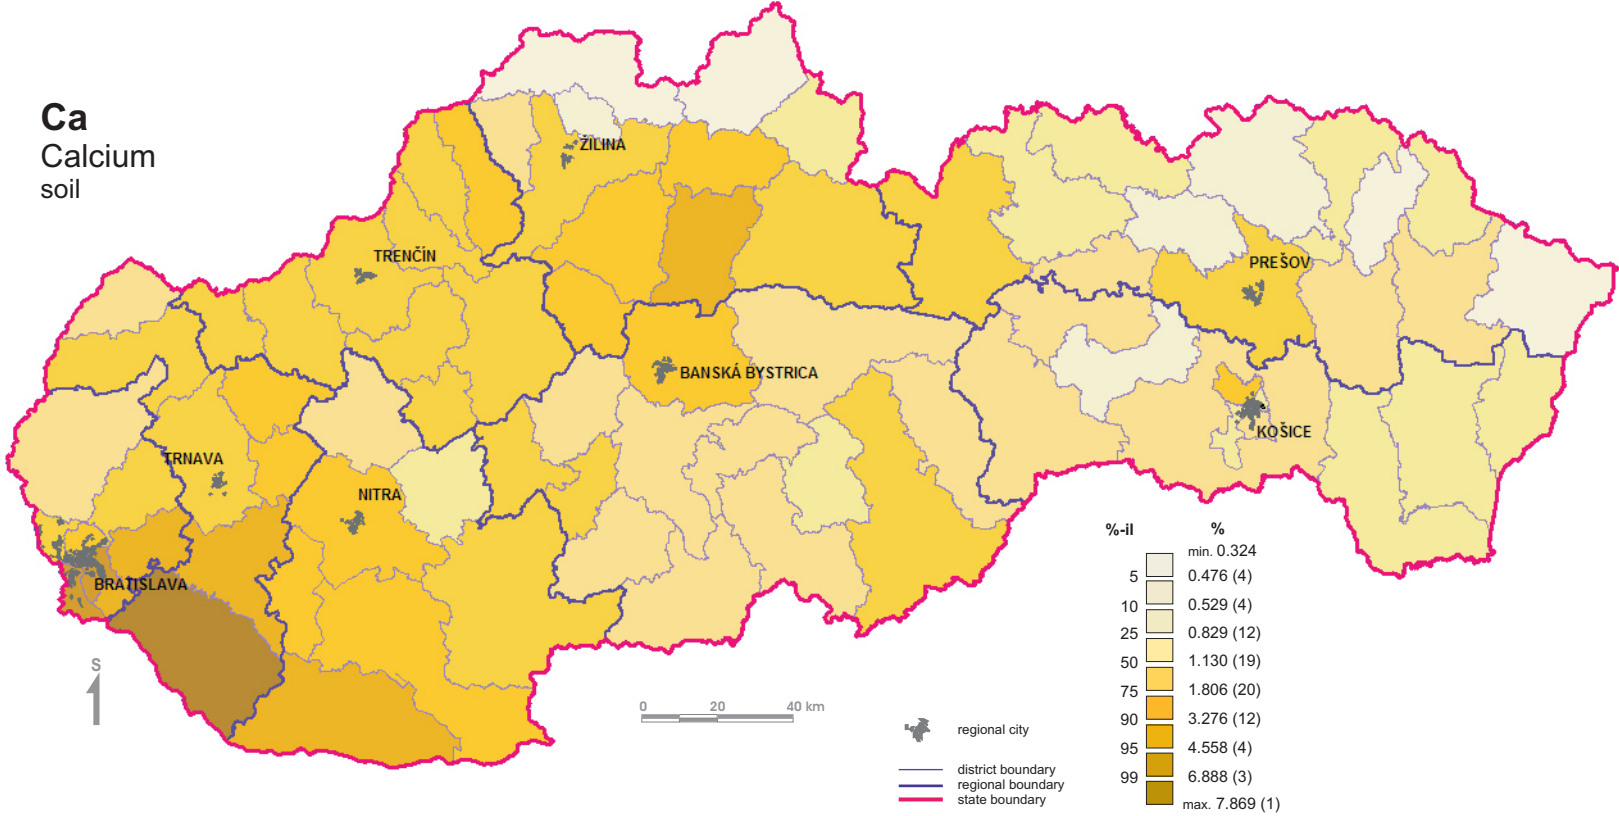 Ca
Calcium
soil
ŽILINA
TRENČÍN
PREŠOV
BANSKÁ BYSTRICA
KOŠICE
TRNAVA
NITRA
BRATISLAVA
S
0 20 40 km
regional city
district boundary
regional boundary
state boundary
%-il %
min. 0.324
5 0.476 (4)
10 0.529 (4)
25 0.829 (12)
50 1.130 (19)
75 1.806 (20)
90 3.276 (12)
95 4.558 (4)
99 6.888 (3)
max. 7.869 (1)